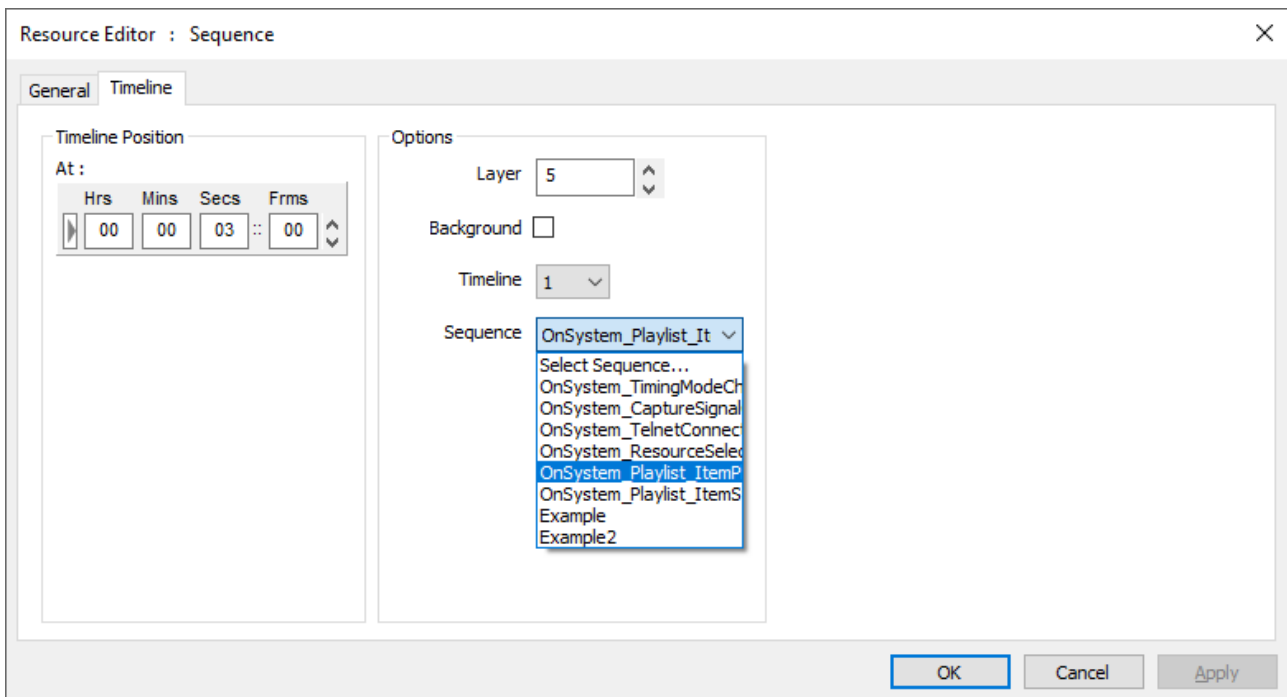 Resource Editor : Sequence
General Timeline
Timeline Position
At :
Hrs Mins Secs Frms
00 00 03 :: 00
Options
Layer 5
Background
Timeline 1
Sequence OnSystem_Playlist_It
Select Sequence...
OnSystem_TimingModeCh
OnSystem_CaptureSignal
OnSystem_TelnetConnect
OnSystem_ResourceSelec
OnSystem_Playlist_ItemP
OnSystem_Playlist_ItemS
Example
Example2
OK Cancel Apply